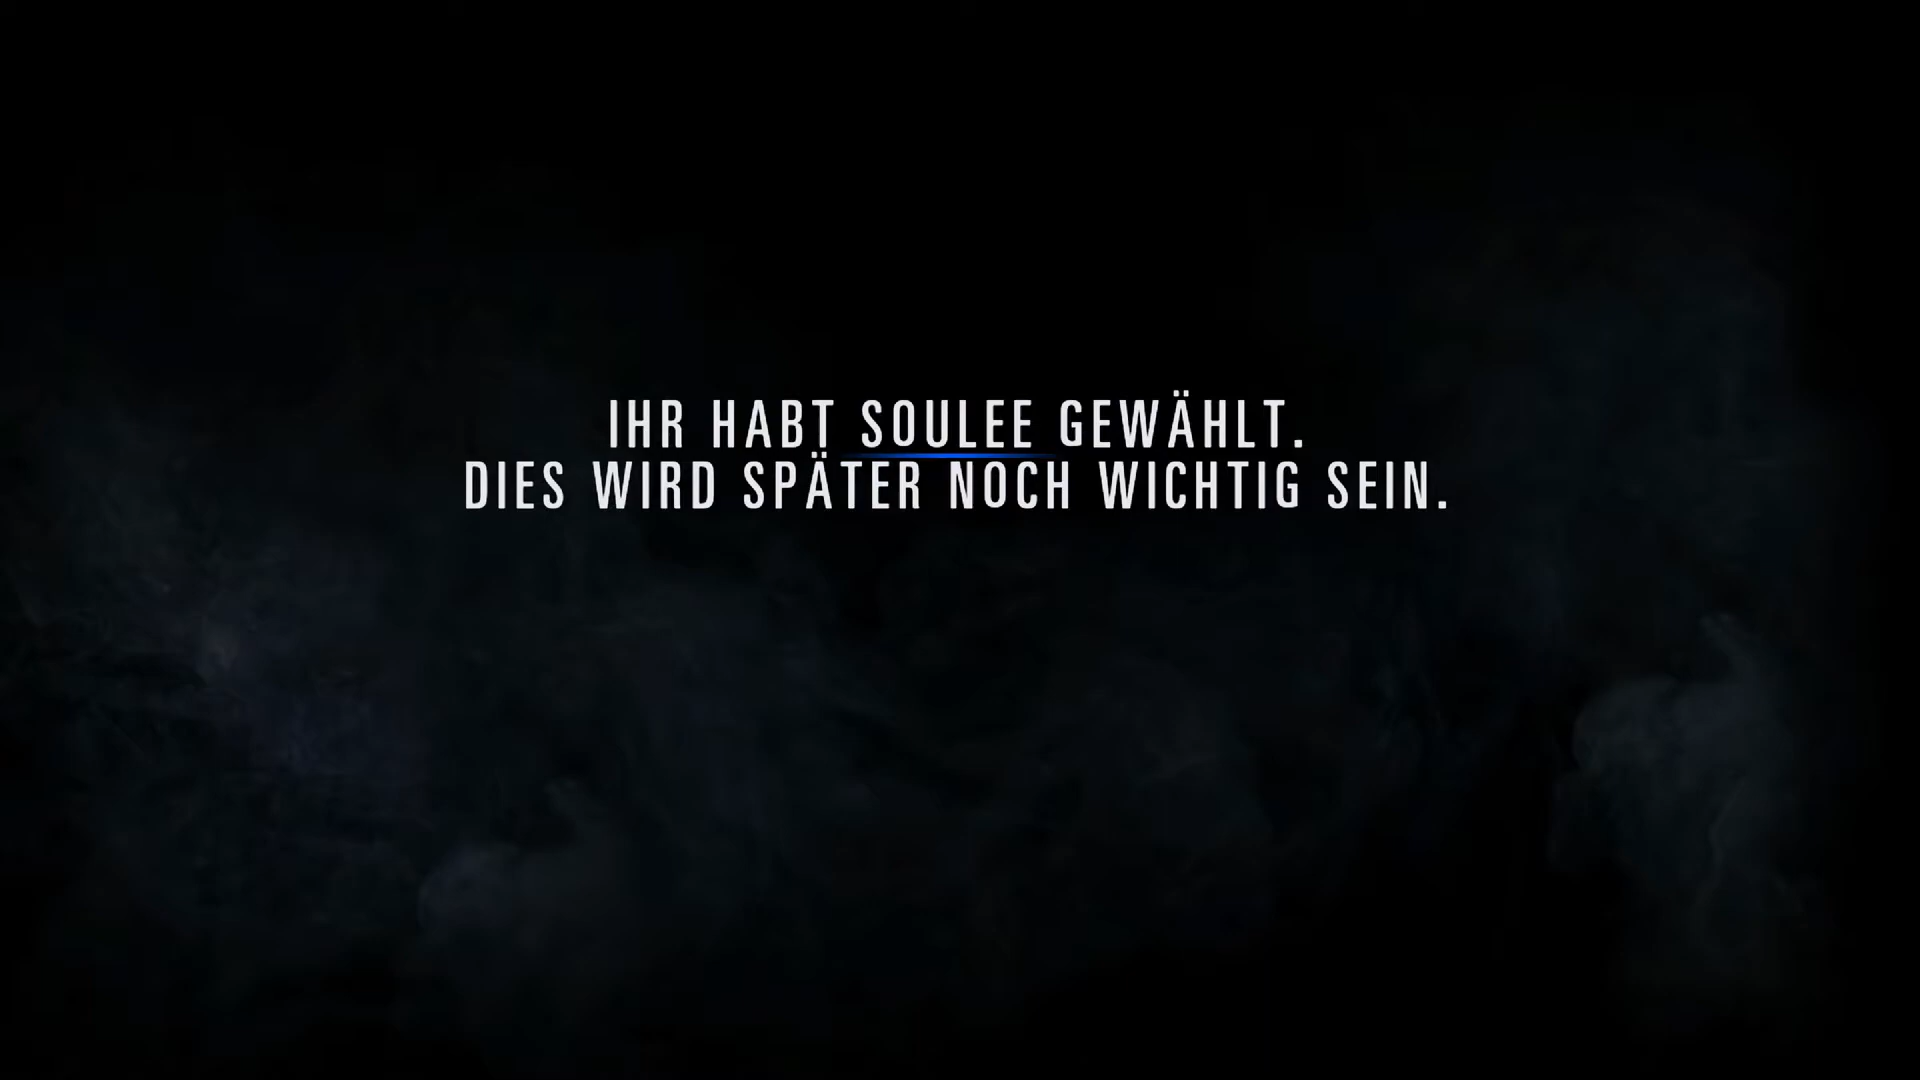 IHR HABT SOULEE GEWÄHLT.
DIES WIRD SPÄTER NOCH WICHTIG SEIN.